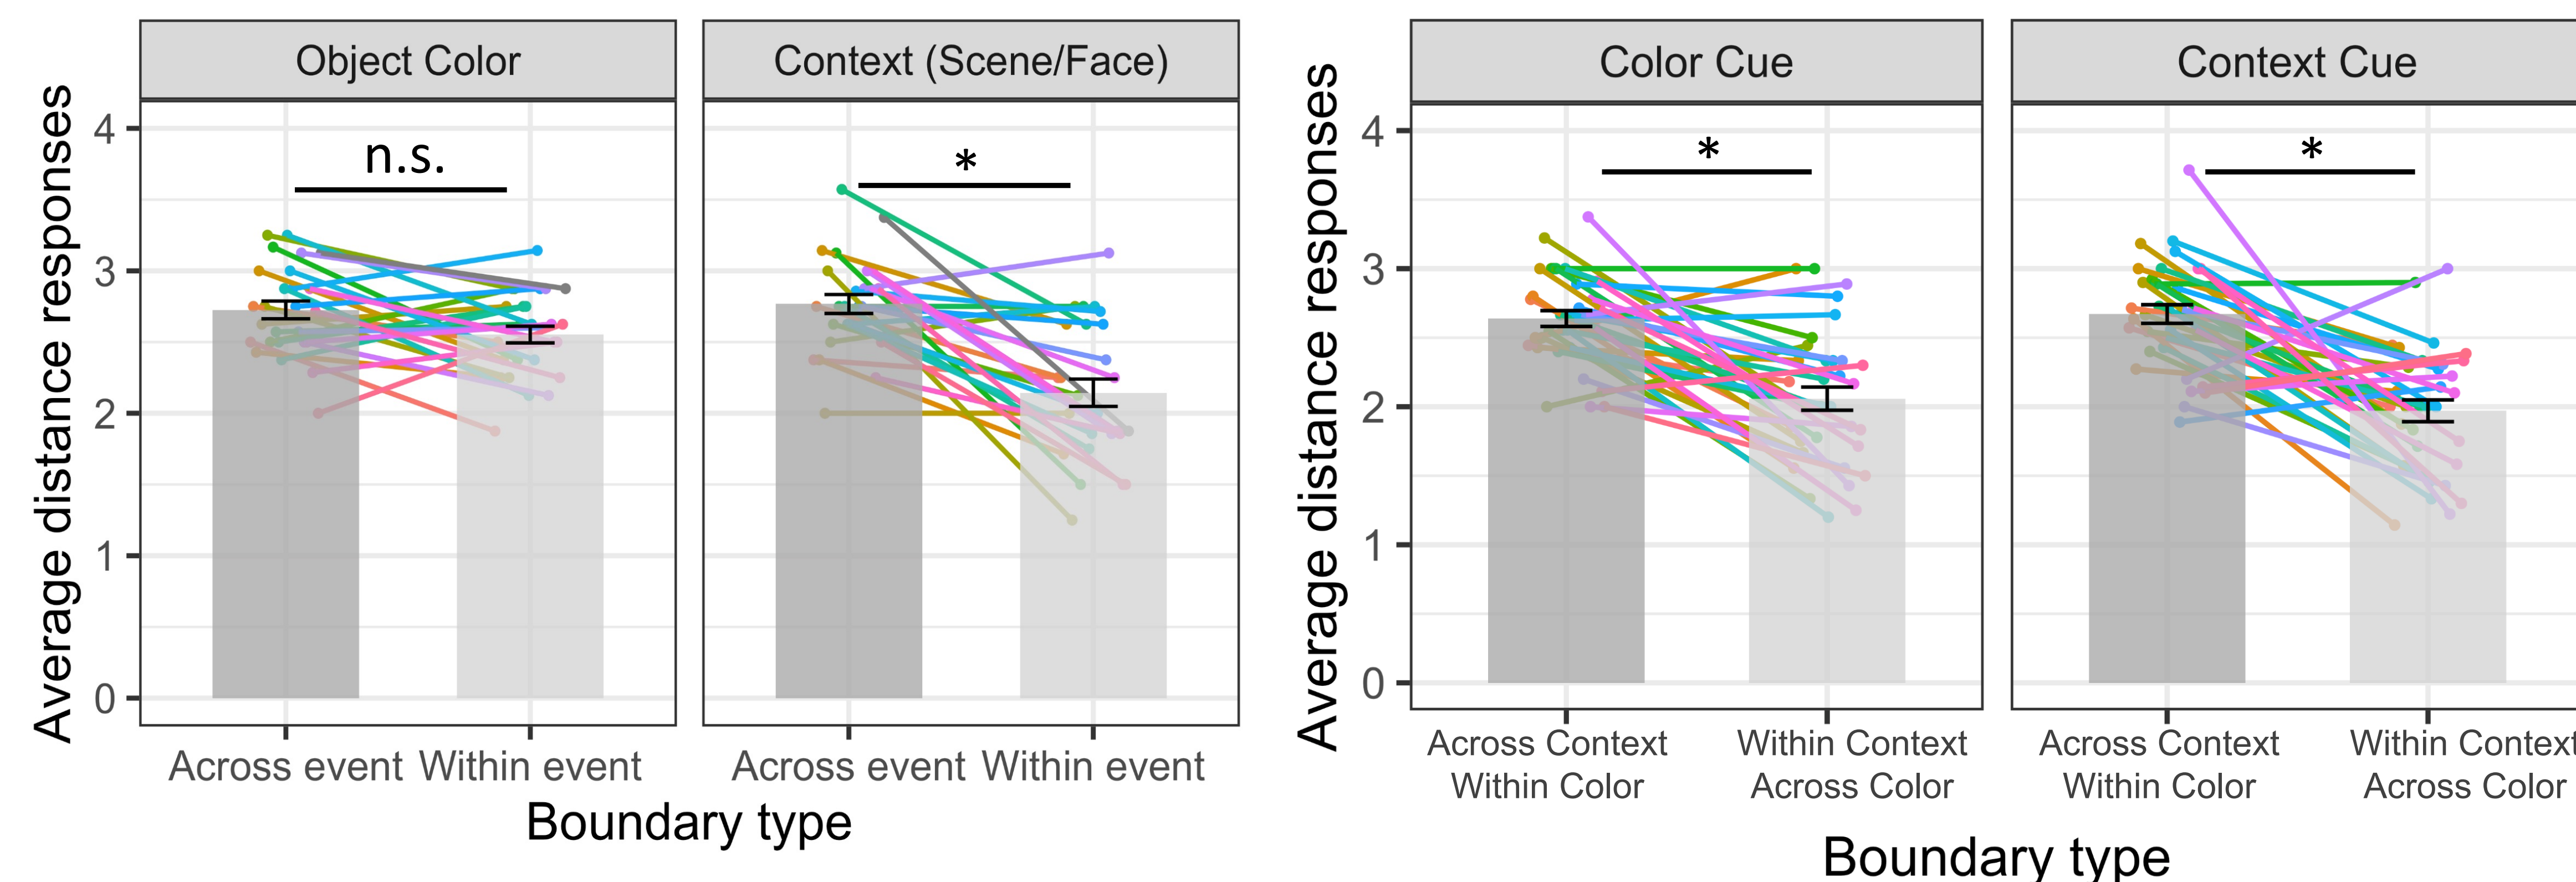 Object Color
Context (Scene/Face)
Average distance responses
4
3
2
1
0
n.s.
*
Across event Within event
Across event Within event
Boundary type
Color Cue
Context Cue
Average distance responses
4
3
2
1
0
*
*
Across Context
Within Color
Within Context
Across Color
Across Context
Within Color
Within Context
Across Color
Boundary type